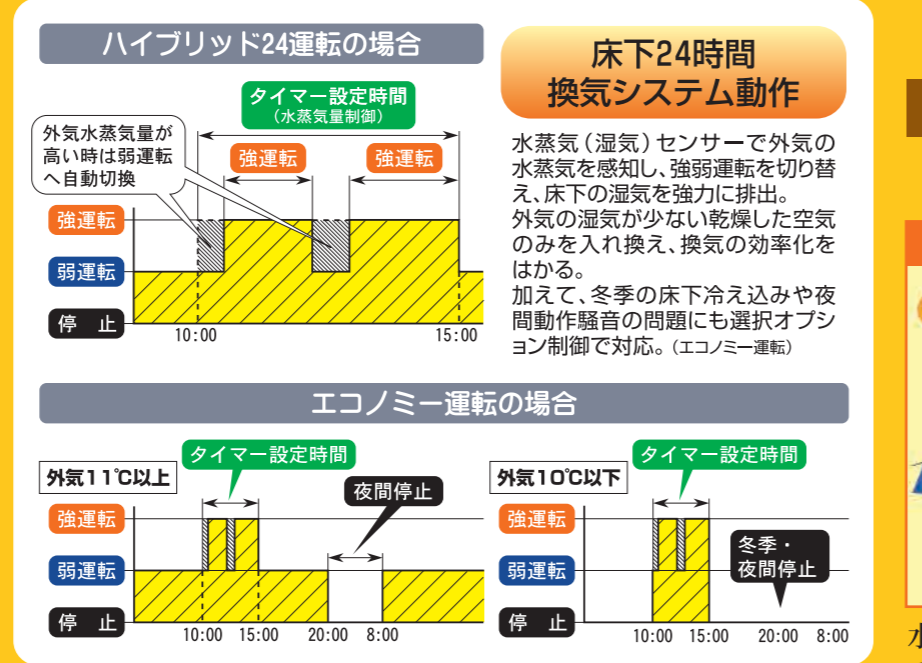 ハイブリッド24運転の場合
タイマー設定時間
(水蒸気量制御)
外気水蒸気量が
高い時は弱運転
へ自動切換
強運転
強運転
強運転
弱運転
停 止
10:00
15:00
床下24時間
換気システム動作
水蒸気(湿気)センサーで外気の
水蒸気を感知し、強弱運転を切り替
え、床下の湿気を強力に排出。
外気の湿気が少ない乾燥した空気
のみを入れ換え、換気の効率化を
はかる。
加えて、冬季の床下冷え込みや夜
間動作騒音の問題にも選択オプシ
ョン制御で対応。(エコノミー運転)
エコノミー運転の場合
外気11℃以上
タイマー設定時間
夜間停止
強運転
弱運転
停 止
10:00 15:00 20:00 8:00
外気10℃以下
タイマー設定時間
強運転
冬季・
夜間停止
弱運転
停 止
10:00 15:00 20:00 8:00